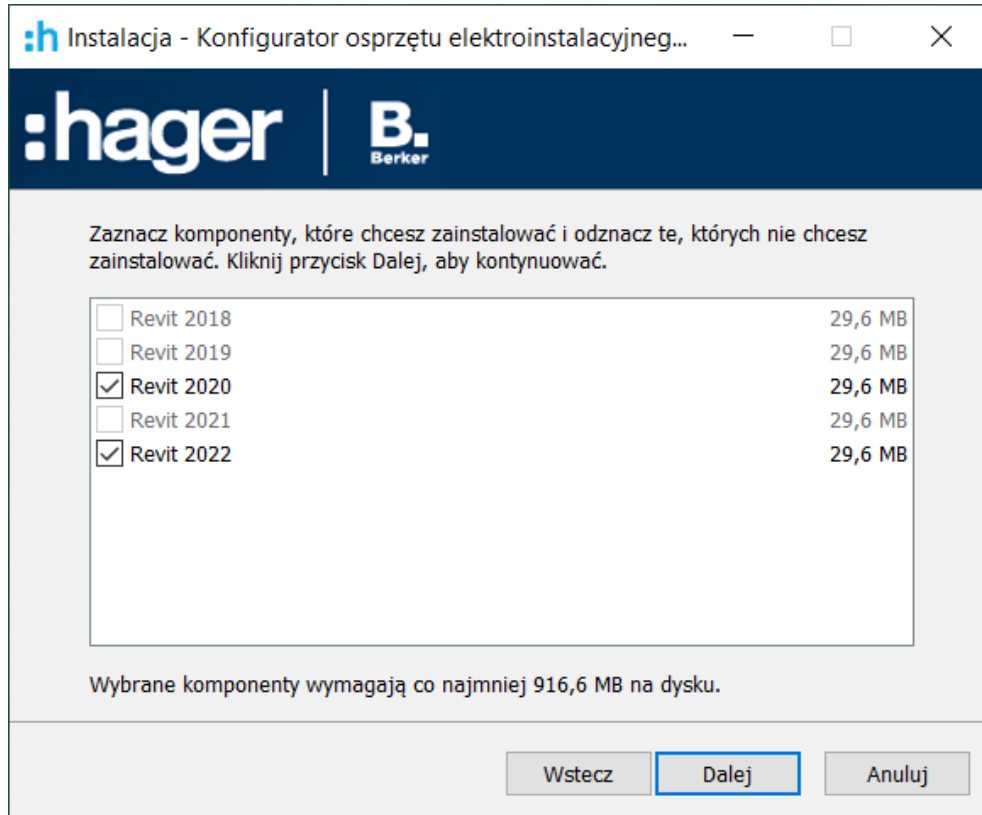 :h Instalacja - Konfigurator osprzętu elektroinstalacyjneg...
:hager B. Berker
Zaznacz komponenty, które chcesz zainstalować i odznacz te, których nie chcesz
zainstalować. Kliknij przycisk Dalej, aby kontynuować.
Revit 2018 29,6 MB
Revit 2019 29,6 MB
Revit 2020 29,6 MB
Revit 2021 29,6 MB
Revit 2022 29,6 MB
Wybrane komponenty wymagają co najmniej 916,6 MB na dysku.
Wstecz Dalej Anuluj